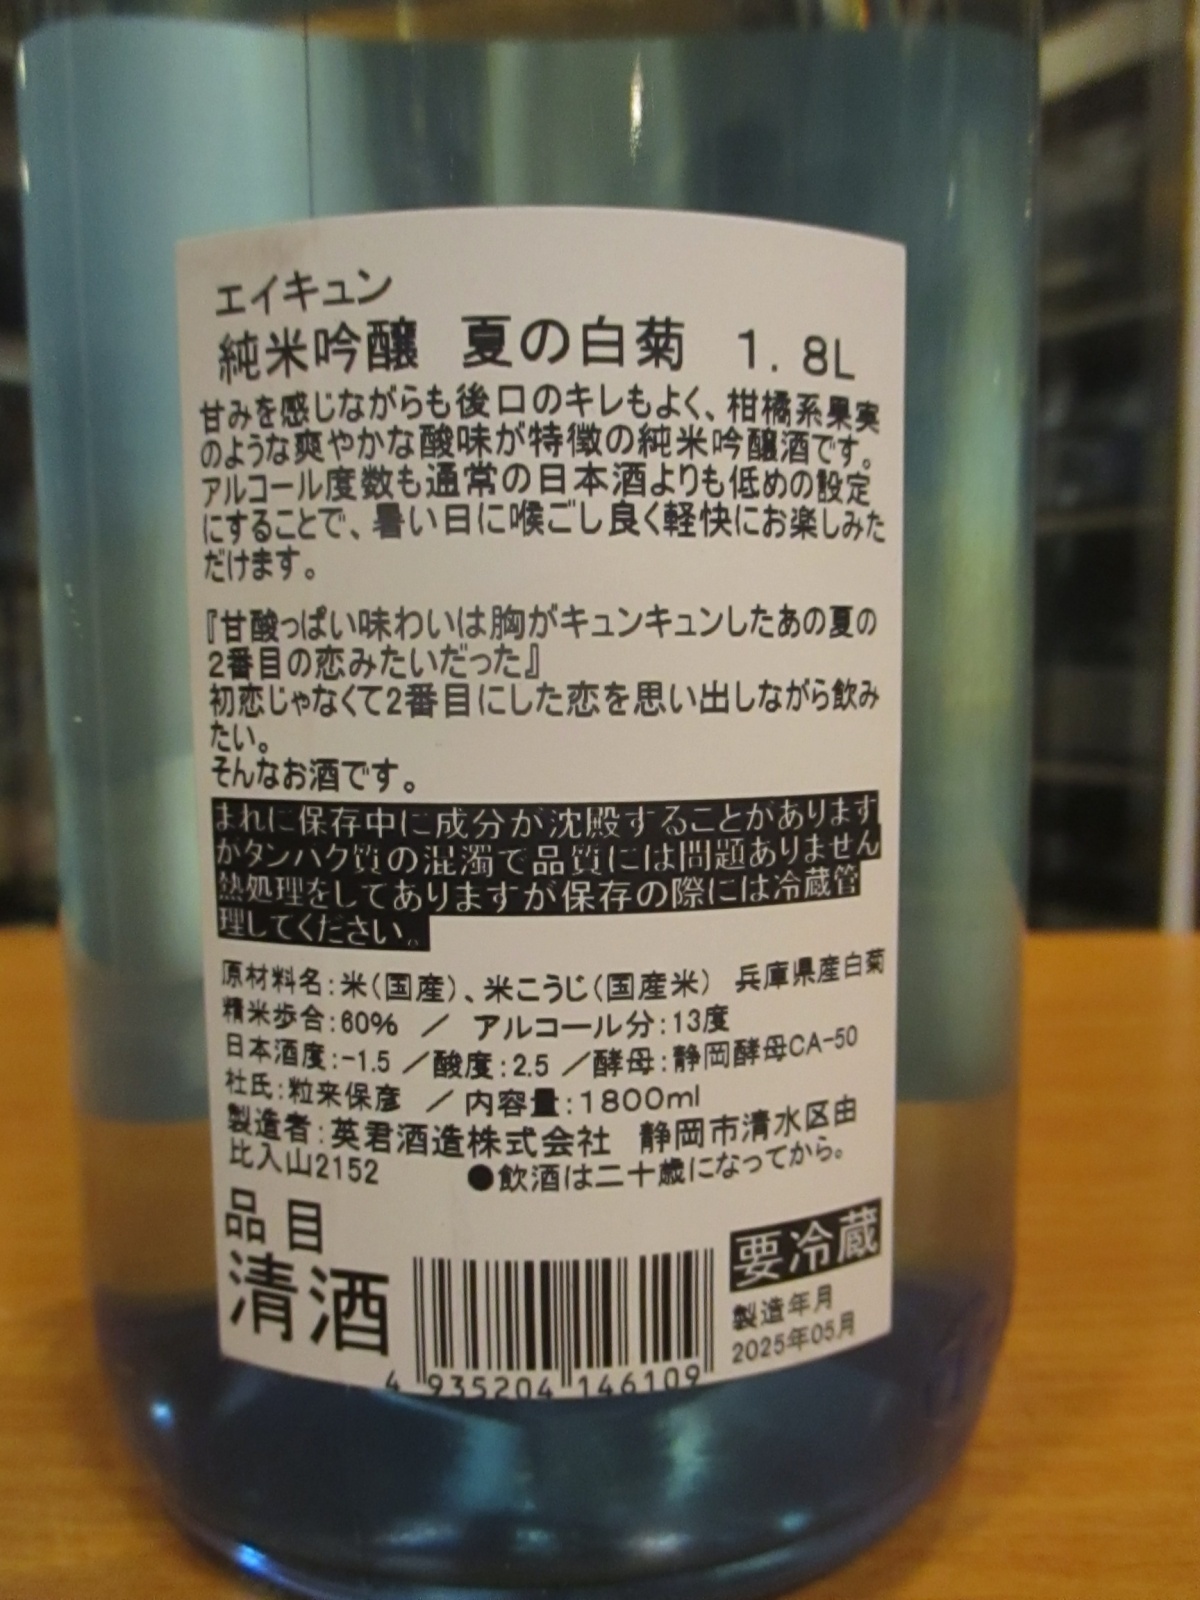 エイキュン
純米吟醸 夏の白菊 1.8L
甘みを感じながらも後口のキレもよく、柑橘系果実
のような爽やかな酸味が特徴の純米吟醸酒です。
アルコール度数も通常の日本酒よりも低めの設定
にすることで、暑い日に喉ごし良く軽快にお楽しみた
だけます。
『甘酸っぱい味わいは胸がキュンキュンしたあの夏の
2番目の恋みたいだった』
初恋じゃなくて2番目にした恋を思い出しながら飲み
たい。
そんなお酒です。
まれに保存中に成分が沈殿することがあります
がタンパク質の混濁で品質には問題ありません
熱処理をしてありますが保存の際には冷蔵管
理してください。
原材料名:米(国産)、米こうじ(国産米) 兵庫県産白菊
精米歩合:60% / アルコール分:13度
日本酒度:-1.5 /酸度:2.5 /酵母:静岡酵母CA-50
杜氏:粒来保彦 / 内容量:1800ml
製造者:英君酒造株式会社 静岡市清水区由
比入山2152 ●飲酒は二十歳になってから。
品目
清酒
要冷蔵
製造年月
2025年05月
4 935204 146109